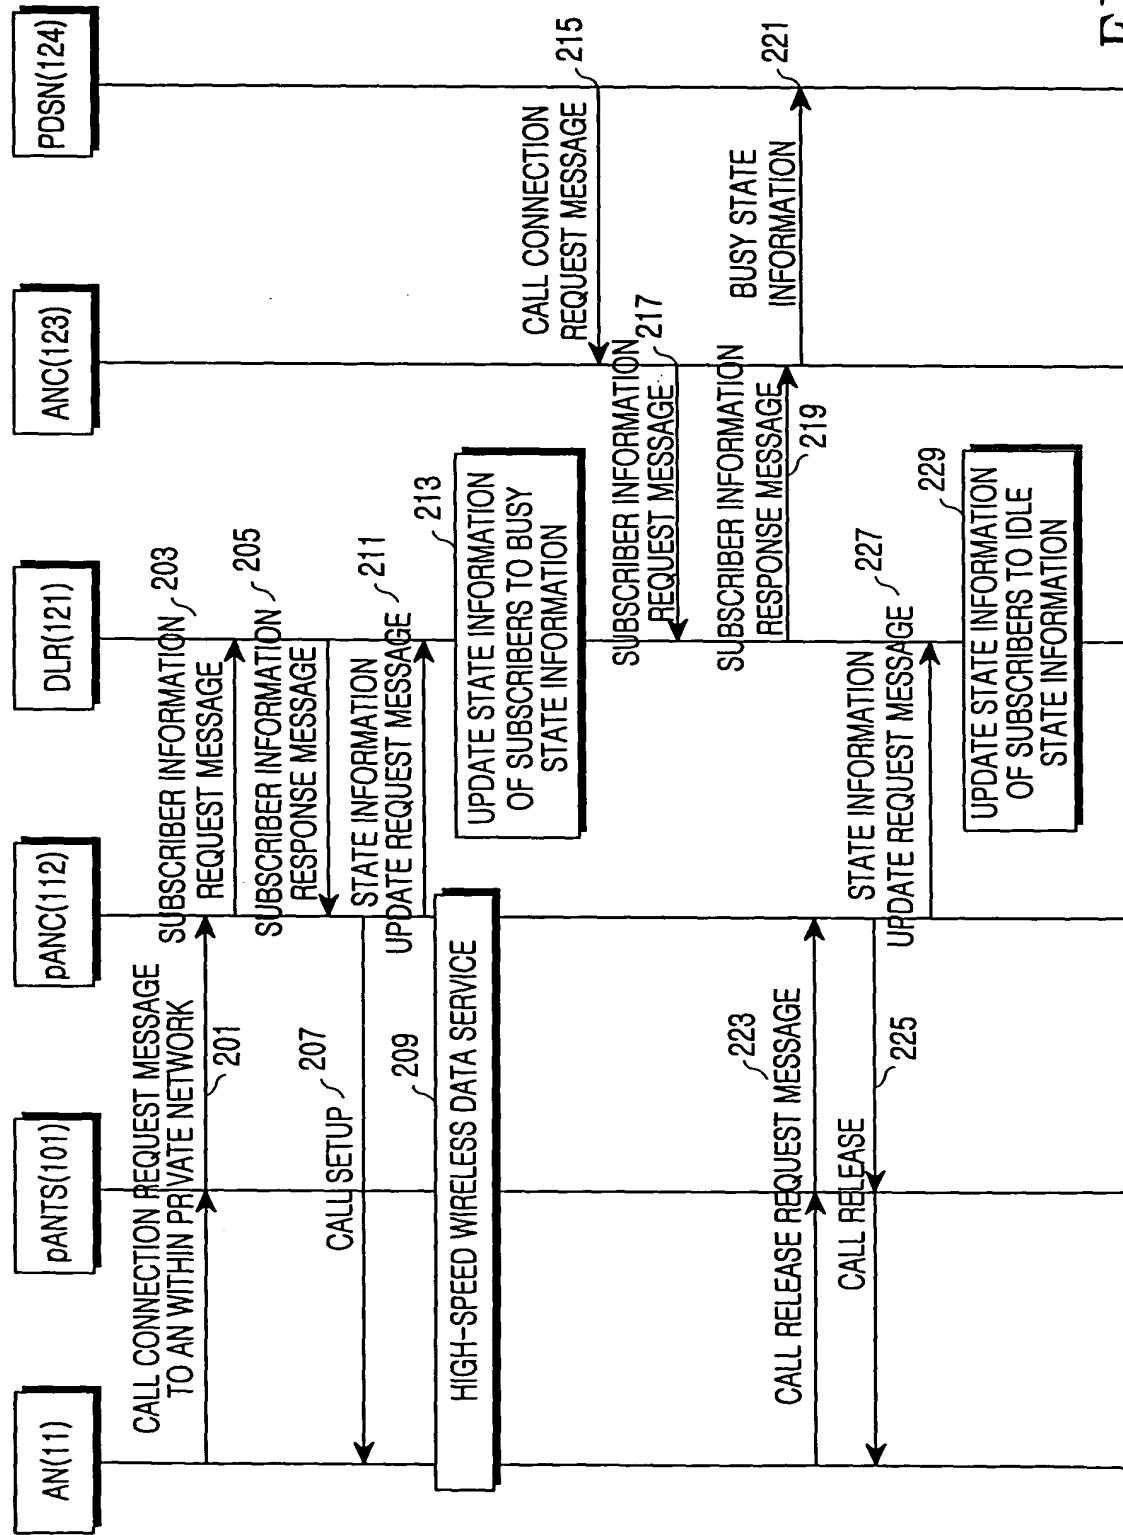 AN(11)
pANTS(101)
pANC(112)
DLR(121)
ANC(123)
PDSN(124)
CALL CONNECTION REQUEST MESSAGE
TO AN WITHIN PRIVATE NETWORK
201
SUBSCRIBER INFORMATION
REQUEST MESSAGE
203
SUBSCRIBER INFORMATION
RESPONSE MESSAGE
205
CALL SETUP
207
STATE INFORMATION
UPDATE REQUEST MESSAGE
211
209
HIGH-SPEED WIRELESS DATA SERVICE
213
UPDATE STATE INFORMATION
OF SUBSCRIBERS TO BUSY
STATE INFORMATION
CALL CONNECTION
REQUEST MESSAGE
215
SUBSCRIBER INFORMATION
REQUEST MESSAGE
217
SUBSCRIBER INFORMATION
RESPONSE MESSAGE
219
BUSY STATE
INFORMATION
221
223
CALL RELEASE REQUEST MESSAGE
CALL RELEASE
225
STATE INFORMATION
UPDATE REQUEST MESSAGE
227
229
UPDATE STATE INFORMATION
OF SUBSCRIBERS TO IDLE
STATE INFORMATION